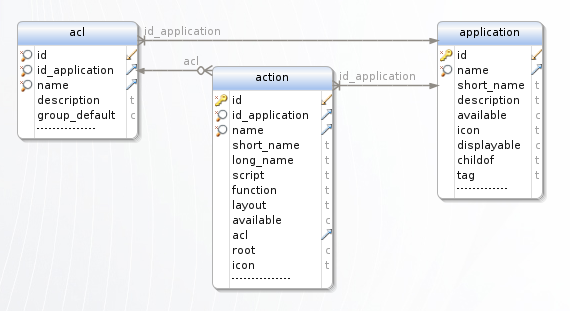 acl
id
id_application
name
description t
group_default c
id_application
acl
action
id
id_application
name
short_name t
long_name t
script t
function t
layout t
available c
acl
root c
icon t
id_application
application
id
name
short_name t
description t
available c
icon t
displayable c
childof t
tag t